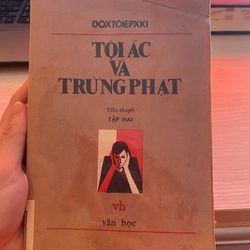 DOXTOIEPXKI
TỘI ÁC
VÀ
TRỪNG PHẠT
Tiểu thuyết
TẬP HAI
vh
văn học